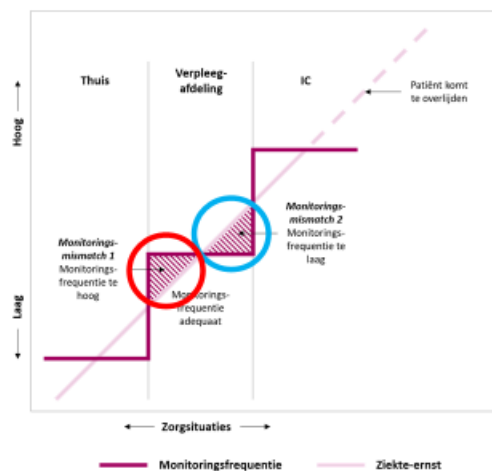 Thuis
Verpleeg-
afdeling
IC
Patiënt komt
te overlijden
Hoog
Laag
Monitorings-
mismatch 2
Monitorings-
frequentie te
laag
Monitorings-
mismatch 1
Monitorings-
frequentie te
hoog
Monitorings-
frequentie
adequaat
Zorgsituaties
Monitoringsfrequentie
Ziekte-ernst